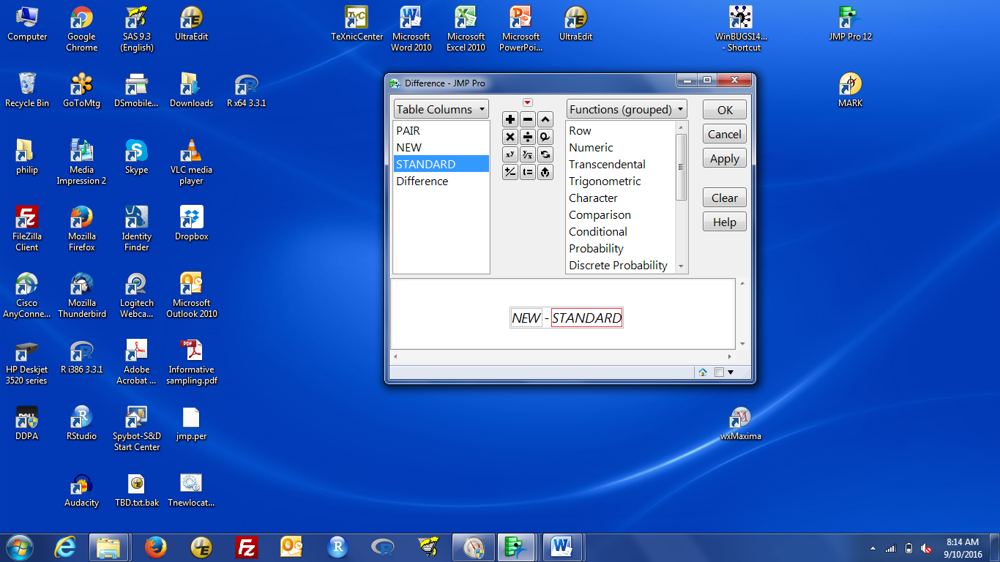 Computer
Google
Chrome
SAS 9.3
(English)
UltraEdit
TeXnicCenter
Microsoft
Word 2010
Microsoft
Excel 2010
Microsoft
PowerPoi...
UltraEdit
WinBUGS14...
- Shortcut
JMP Pro 12
Recycle Bin
GoToMtg
DSmobile...
Downloads
R x64 3.3.1
MARK
philip
Media
Impression 2
Skype
VLC media
player
FileZilla
Client
Mozilla
Firefox
Identity
Finder
Dropbox
Cisco
AnyConne...
Mozilla
Thunderbird
Logitech
Webca...
Microsoft
Outlook 2010
HP Deskjet
3520 series
R i386 3.3.1
Adobe
Acrobat ...
PDF
Informative
sampling.pdf
DELL
DDPA
RStudio
Spybot-S&D
Start Center
jmp.per
wxMaxima
Audacity
TBD.txt.bak
Tnewlocat...
Difference - JMP Pro
Table Columns
PAIR
NEW
STANDARD
Difference
Functions (grouped)
Row
Numeric
Transcendental
Trigonometric
Character
Comparison
Conditional
Probability
Discrete Probability
OK
Cancel
Apply
Clear
Help
NEW - STANDARD
8:14 AM
9/10/2016